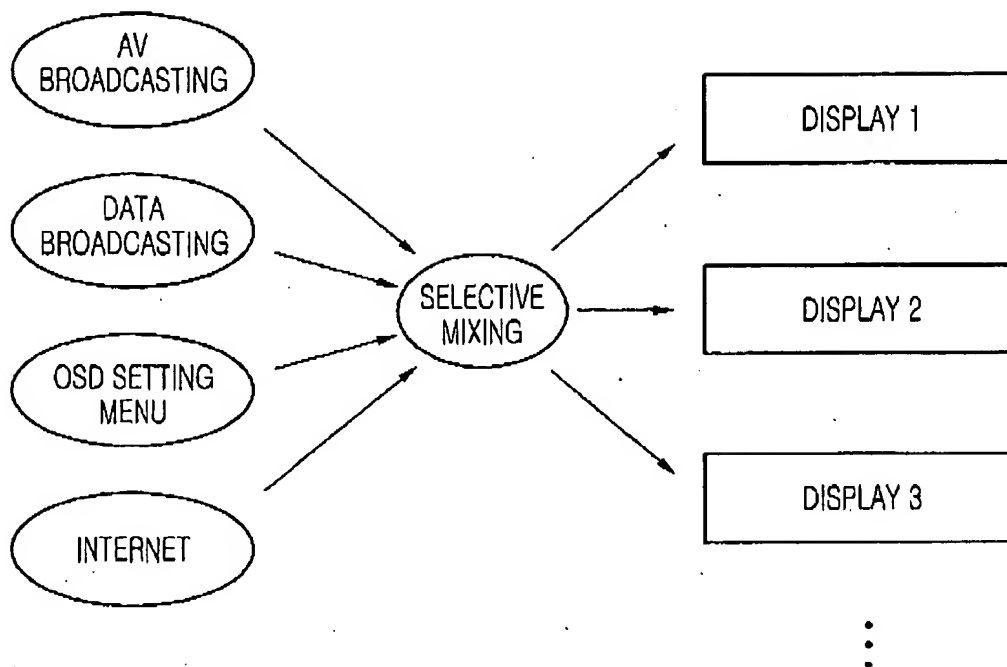 AV
BROADCASTING
DATA
BROADCASTING
OSD SETTING
MENU
INTERNET
SELECTIVE
MIXING
DISPLAY 1
DISPLAY 2
DISPLAY 3